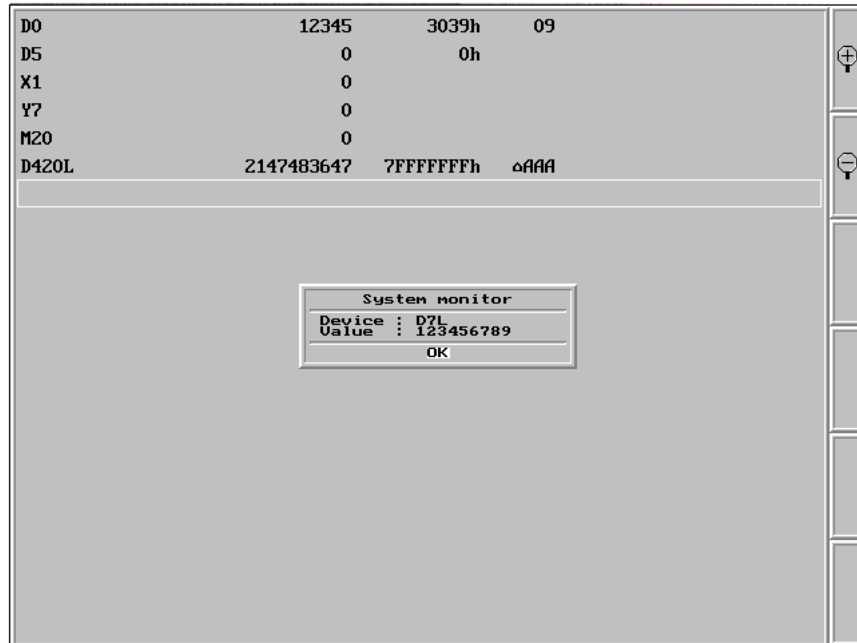 D0 12345 3039h 09
D5 0 0h
X1 0
Y7 0
M20 0
D420L 2147483647 7FFFFFFFh ⌂AAA
System monitor
Device : D7L
Value : 123456789
OK